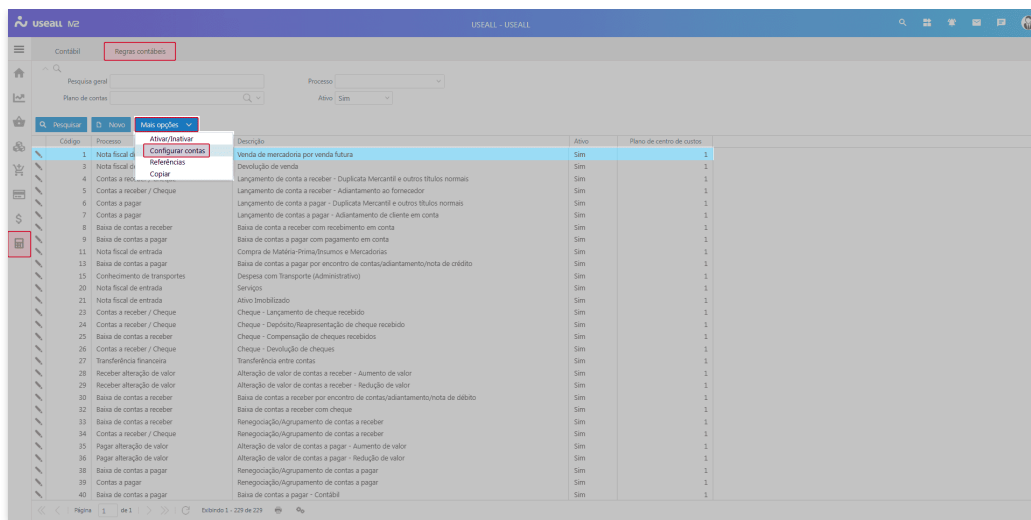 USEALL M2 USEALL - USEALL
Contábil Regras contábeis
Pesquisa geral Processo
Plano de contas Ativo Sim
Pesquisar Novo Mais opções
Ativar/Inativar
Configurar contas
Referências
Copiar
Código Processo Descrição Ativo Plano de centro de custos
1 Nota fiscal d Venda de mercadoria por venda futura Sim 1
3 Nota fiscal d Devolução de venda Sim 1
4 Contas a receber / Cheque Lançamento de conta a receber - Duplicata Mercantil e outros títulos normais Sim 1
5 Contas a receber / Cheque Lançamento de conta a receber - Adiantamento ao fornecedor Sim 1
6 Contas a pagar Lançamento de conta a pagar - Duplicata Mercantil e outros títulos normais Sim 1
7 Contas a pagar Lançamento de contas a pagar - Adiantamento de cliente em conta Sim 1
8 Baixa de contas a receber Baixa de conta a receber com recebimento em conta Sim 1
9 Baixa de contas a pagar Baixa de contas a pagar com pagamento em conta Sim 1
11 Nota fiscal de entrada Compra de Matéria-Prima/Insumos e Mercadorias Sim 1
13 Baixa de contas a pagar Baixa de contas a pagar por encontro de contas/adiantamento/nota de crédito Sim 1
15 Conhecimento de transportes Despesa com Transporte (Administrativo) Sim 1
20 Nota fiscal de entrada Serviços Sim 1
21 Nota fiscal de entrada Ativo Imobilizado Sim 1
23 Contas a receber / Cheque Cheque - Lançamento de cheque recebido Sim 1
24 Contas a receber / Cheque Cheque - Depósito/Reapresentação de cheque recebido Sim 1
25 Baixa de contas a receber Cheque - Compensação de cheques recebidos Sim 1
26 Contas a receber / Cheque Cheque - Devolução de cheques Sim 1
27 Transferência financeira Transferência entre contas Sim 1
28 Receber alteração de valor Alteração de valor de contas a receber - Aumento de valor Sim 1
29 Receber alteração de valor Alteração de valor de contas a receber - Redução de valor Sim 1
30 Baixa de contas a receber Baixa de contas a receber por encontro de contas/adiantamento/nota de débito Sim 1
32 Baixa de contas a receber Baixa de contas a receber com cheque Sim 1
33 Baixa de contas a receber Renegociação/Agrupamento de contas a receber Sim 1
34 Contas a receber / Cheque Renegociação/Agrupamento de contas a receber Sim 1
35 Pagar alteração de valor Alteração de valor de contas a pagar - Aumento de valor Sim 1
36 Pagar alteração de valor Alteração de valor de contas a pagar - Redução de valor Sim 1
38 Baixa de contas a pagar Renegociação/Agrupamento de contas a pagar Sim 1
39 Contas a pagar Renegociação/Agrupamento de contas a pagar Sim 1
40 Baixa de contas a pagar Baixa de contas a pagar - Contábil Sim 1
Página 1 de 1 Exibindo 1 - 229 de 229